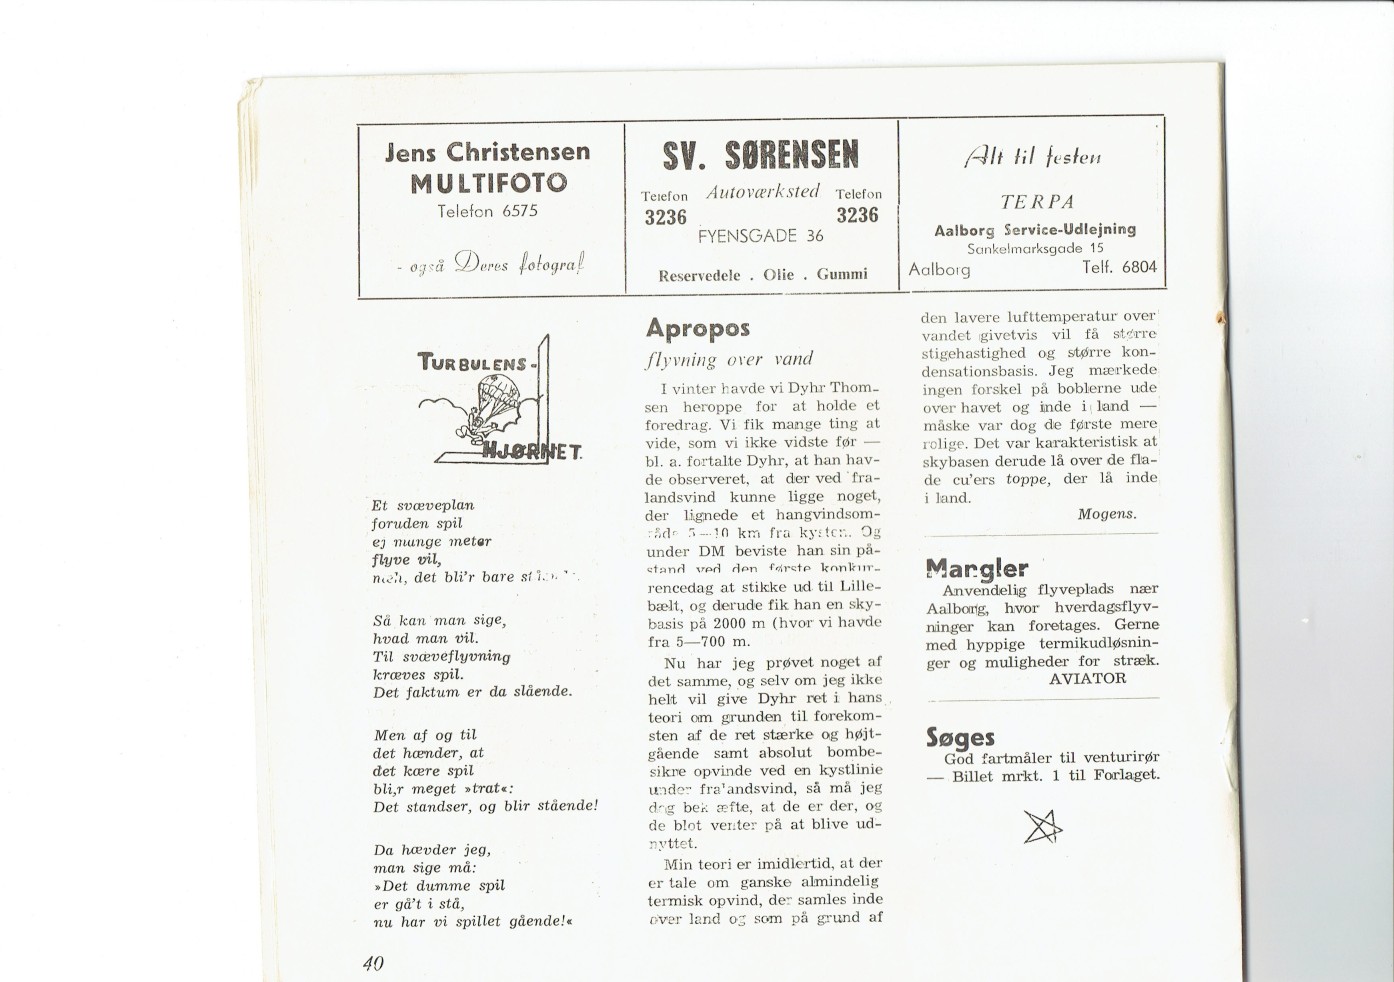 Jens Christensen
MULTIFOTO
Telefon 6575
- også Deres fotograf
SV. SØRENSEN
Telefon Autoværksted Telefon
3236 3236
FYENSGADE 36
Reservedele . Olie . Gummi
Alt til festen
TERPA
Aalborg Service-Udlejning
Sankelmarksgade 15
Aalborg Telf. 6804
TURBULENS-
HJØRNET.
Et svæveplan
foruden spil
ej mange meter
flyve vil,
næh, det bli'r bare
Så kan man sige,
hvad man vil.
Til svæveflyvning
kræves spil.
Det faktum er da slående.
Men af og til
det hænder, at
det kære spil
bli,r meget »træt«:
Det standser, og blir stående!
Da hævder jeg,
man sige må:
»Det dumme spil
er gå't i stå,
nu har vi spillet gående!«
40
Apropos
flyvning over vand
I vinter havde vi Dyhr Thom-
sen heroppe for at holde et
foredrag. Vi fik mange ting at
vide, som vi ikke vidste før —
bl. a. fortalte Dyhr, at han hav-
de observeret, at der ved fra-
landsvind kunne ligge noget,
der lignede et hangvindsom-
råde 5—10 km fra kysten. Og
under DM beviste han sin på-
stand ved den første konkur-
rencedag at stikke ud til Lille-
bælt, og derude fik han en sky-
basis på 2000 m (hvor vi havde
fra 5—700 m.
Nu har jeg prøvet noget af
det samme, og selv om jeg ikke
helt vil give Dyhr ret i hans
teori om grunden til forekom-
sten af de ret stærke og højt-
gående samt absolut bombe-
sikre opvinde ved en kystlinie
under fralandsvind, så må jeg
dog bekræfte, at de er der, og
de blot venter på at blive ud-
nyttet.
Min teori er imidlertid, at der
er tale om ganske almindelig
termisk opvind, der samles inde
over land og som på grund af
den lavere lufttemperatur over
vandet givetvis vil få større
stigehastighed og større kon-
densationsbasis. Jeg mærkede
ingen forskel på boblerne ude
over havet og inde i land —
måske var dog de første mere
rolige. Det var karakteristisk at
skybasen derude lå over de fla-
de cu'ers toppe, der lå inde
i land.
Mogens.
Mangler
Anvendelig flyveplads nær
Aalborg, hvor hverdagsflyv-
ninger kan foretages. Gerne
med hyppige termikudløsnin-
ger og muligheder for stræk.
AVIATOR
Søges
God fartmåler til venturirør
— Billet mrkt. 1 til Forlaget.